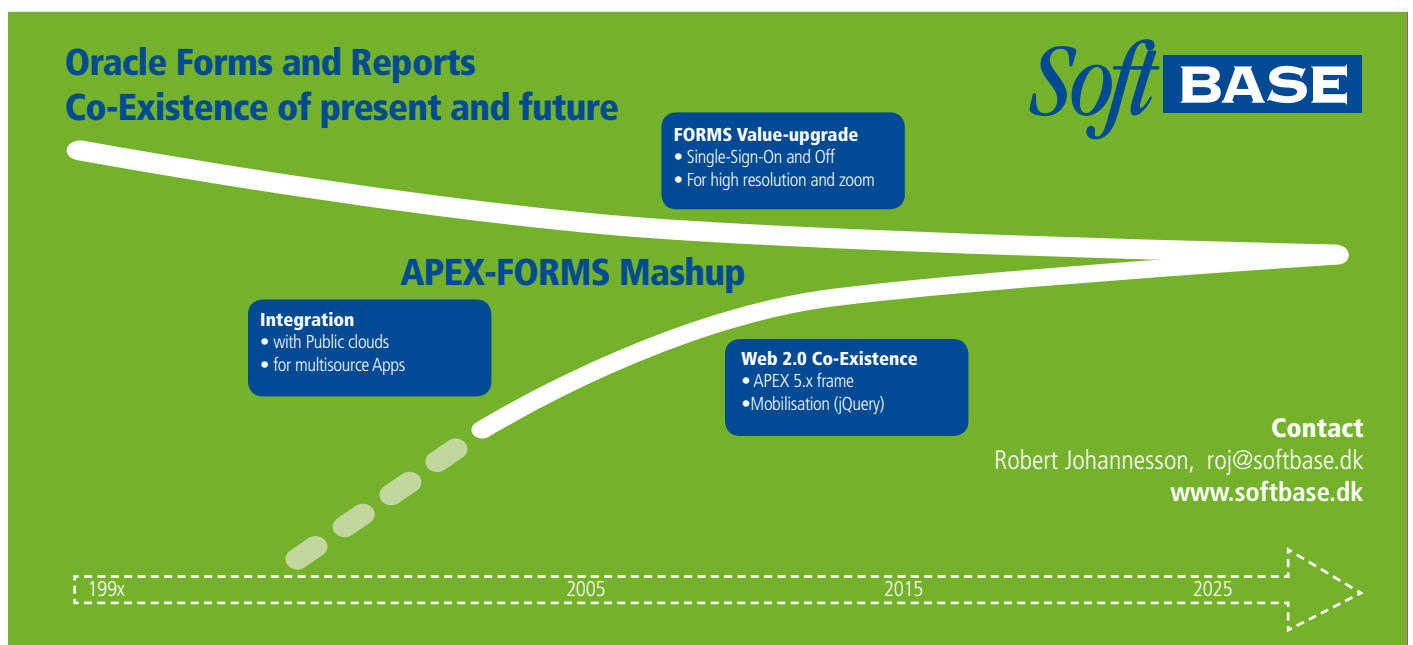 Oracle Forms and Reports
Co-Existence of present and future
Soft BASE
FORMS Value-upgrade
• Single-Sign-On and Off
• For high resolution and zoom
APEX-FORMS Mashup
Integration
• with Public clouds
• for multisource Apps
Web 2.0 Co-Existence
• APEX 5.x frame
•Mobilisation (jQuery)
Contact
Robert Johannesson, roj@softbase.dk
www.softbase.dk
199x 2005 2015 2025